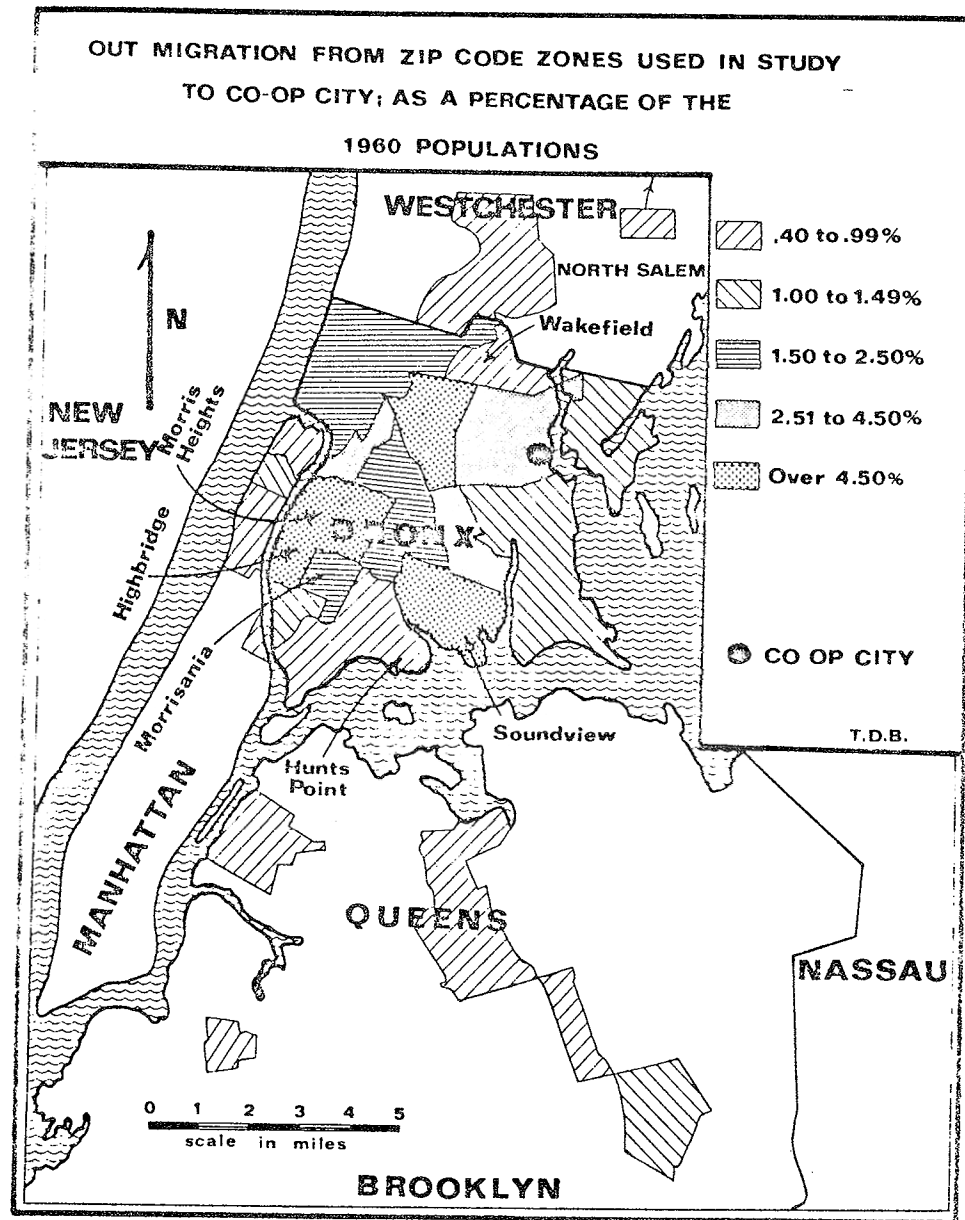 OUT MIGRATION FROM ZIP CODE ZONES USED IN STUDY
TO CO-OP CITY; AS A PERCENTAGE OF THE
1960 POPULATIONS
WESTCHESTER
NORTH SALEM
Wakefield
N
NEW
JERSEY
Morris
Heights
Highbridge
Morrisania
BRONX
MANHATTAN
Hunts
Point
Soundview
QUEENS
NASSAU
BROOKLYN
.40 to .99%
1.00 to 1.49%
1.50 to 2.50%
2.51 to 4.50%
Over 4.50%
CO OP CITY
T.D.B.
0 1 2 3 4 5
scale in miles